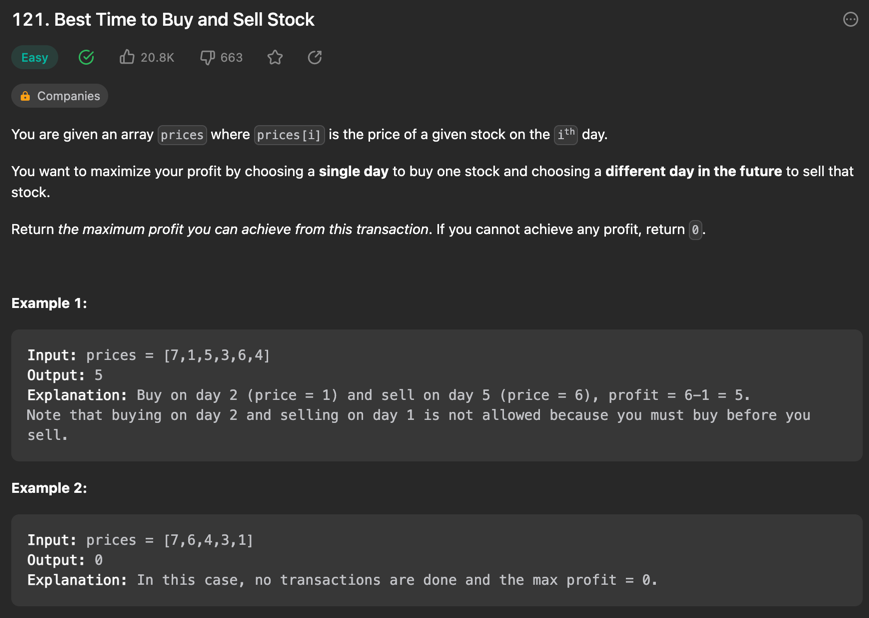 121. Best Time to Buy and Sell Stock
Easy 20.8K 663
Companies
You are given an array prices where prices[i] is the price of a given stock on the ith day.
You want to maximize your profit by choosing a single day to buy one stock and choosing a different day in the future to sell that
stock.
Return the maximum profit you can achieve from this transaction. If you cannot achieve any profit, return 0.
Example 1:
Input: prices = [7,1,5,3,6,4]
Output: 5
Explanation: Buy on day 2 (price = 1) and sell on day 5 (price = 6), profit = 6-1 = 5.
Note that buying on day 2 and selling on day 1 is not allowed because you must buy before you
sell.
Example 2:
Input: prices = [7,6,4,3,1]
Output: 0
Explanation: In this case, no transactions are done and the max profit = 0.